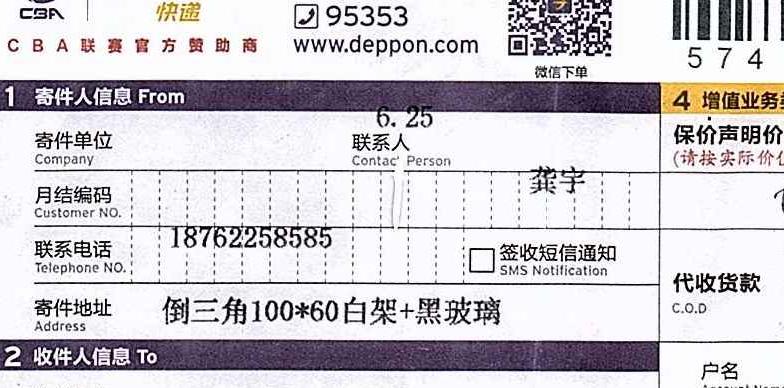 CBA 快递
95353
CBA联赛官方赞助商
www.deppon.com
微信下单
574
1 寄件人信息 From
4 增值业务
6.25
寄件单位
Company
联系人
Contact Person
保价声明价
(请按实际价
龚宇
月结编码
Customer NO.
18762258585
联系电话
Telephone NO.
签收短信通知
SMS Notification
代收货款
C.O.D
寄件地址
Address
倒三角100*60白架+黑玻璃
2 收件人信息 To
户名